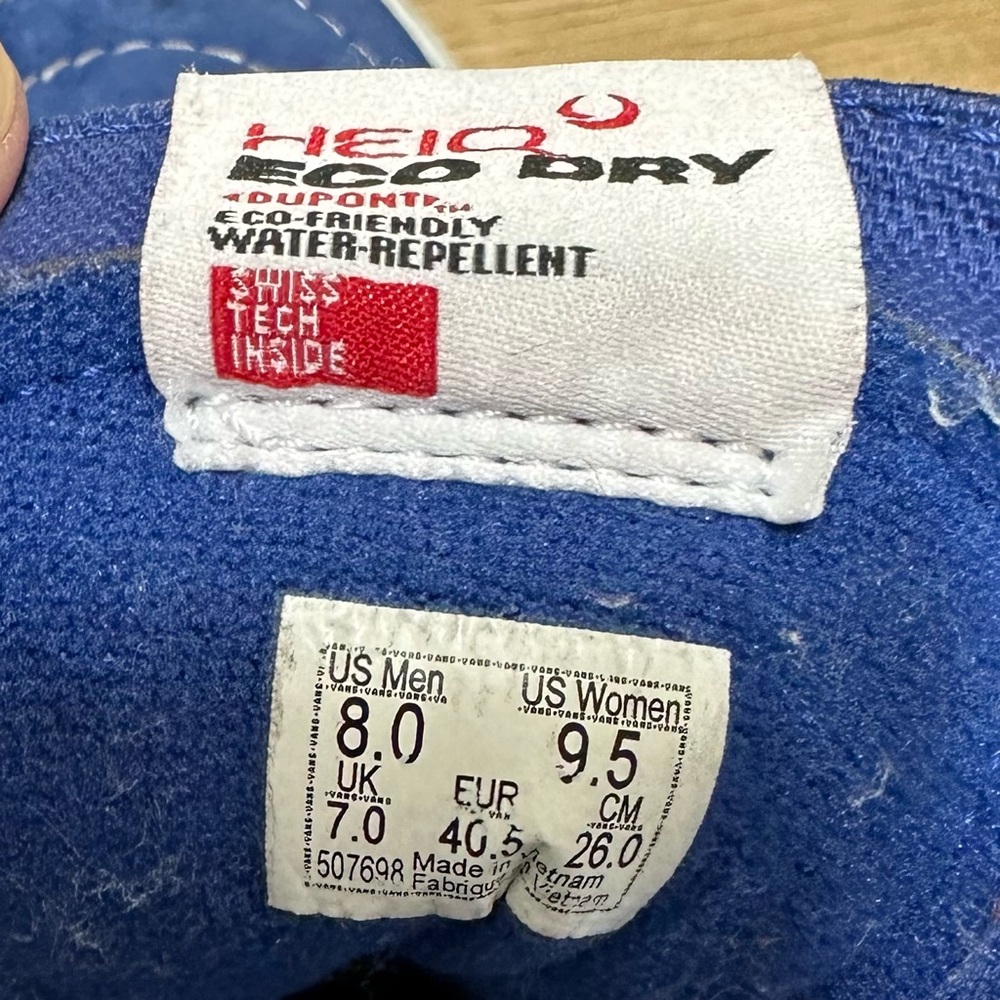 HEIQ
ECO DRY
DUPONT™
ECO-FRIENDLY
WATER-REPELLENT
SWISS
TECH
INSIDE
US Men
US Women
8.0
9.5
UK
EUR
CM
7.0
40.5
26.0
507698
Made in Vietnam